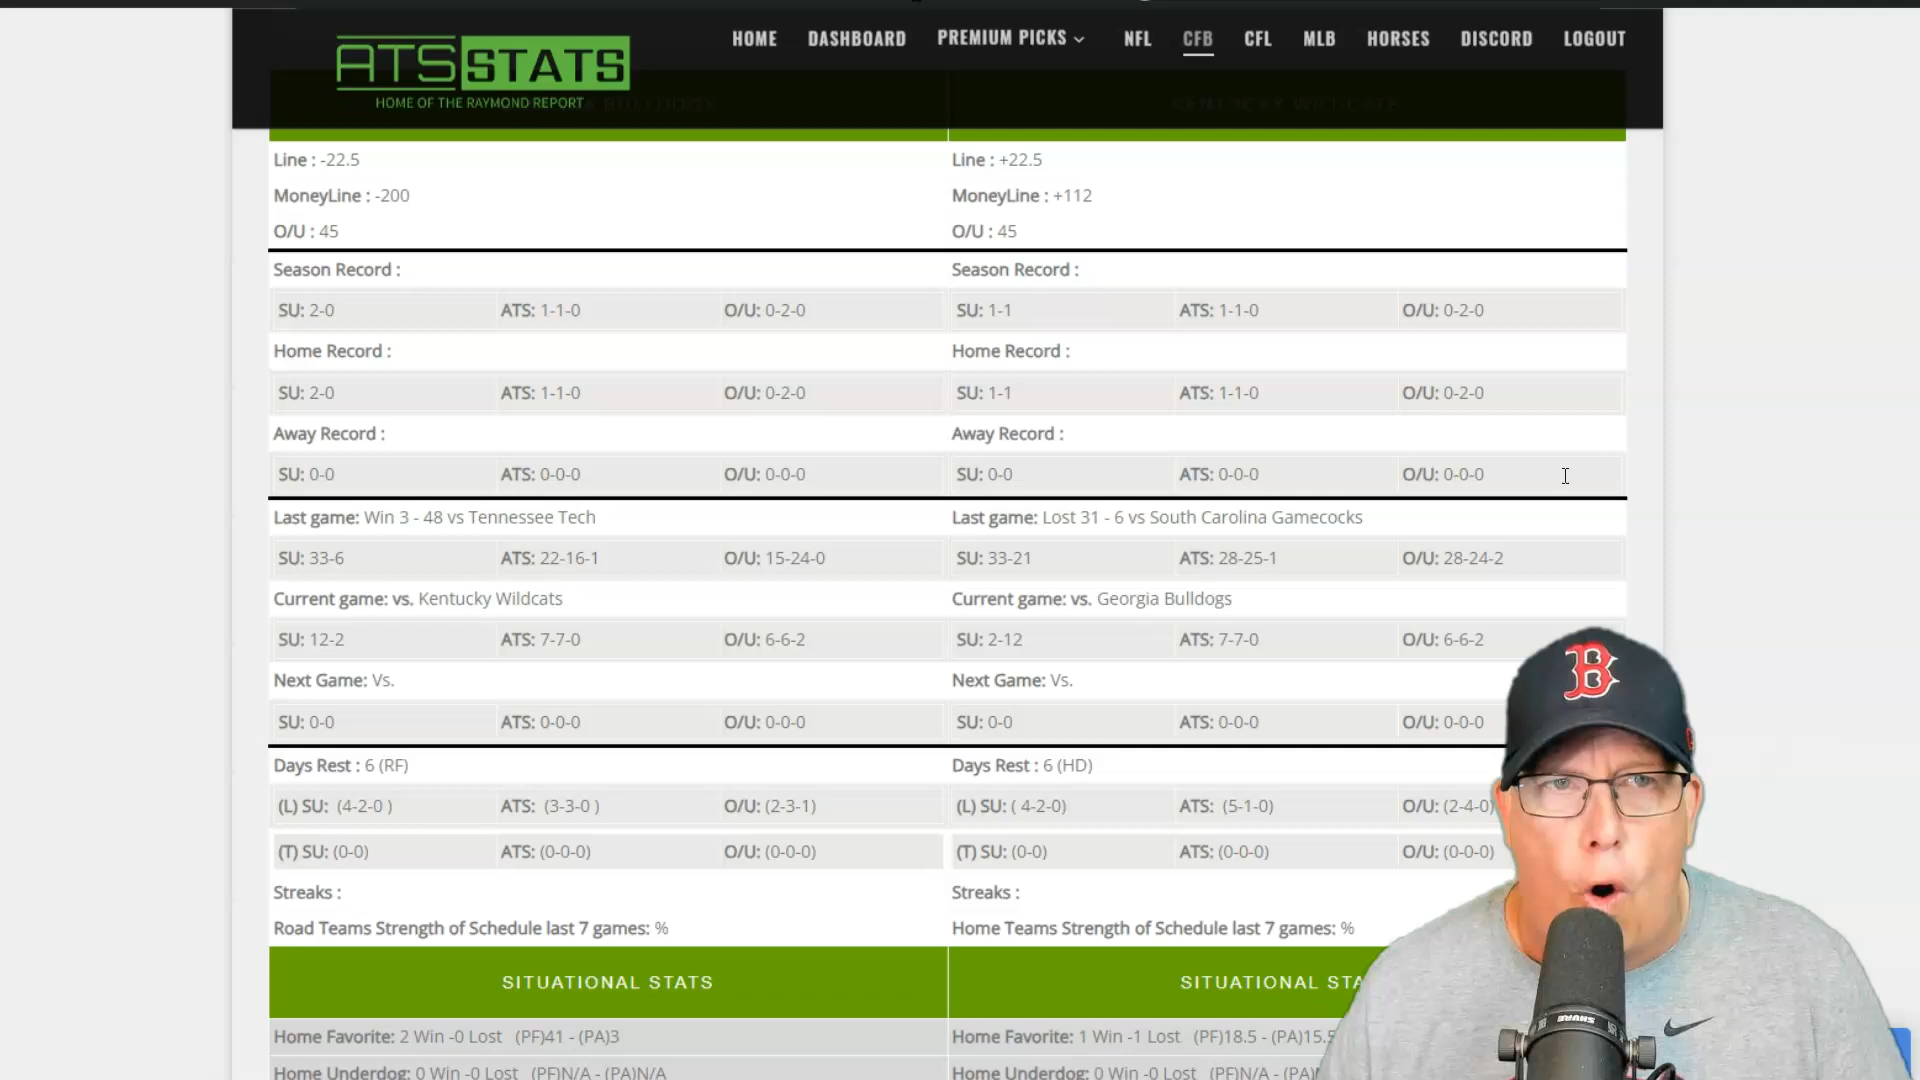 HOME DASHBOARD PREMIUM PICKS NFL CFB CFL MLB HORSES DISCORD LOGOUT
ATS STATS
HOME OF THE RAYMOND REPORT
BULLDOGS KENTUCKY WILDCATS
Line : -22.5 Line : +22.5
MoneyLine : -200 MoneyLine : +112
O/U : 45 O/U : 45
Season Record : Season Record :
SU: 2-0 ATS: 1-1-0 O/U: 0-2-0 SU: 1-1 ATS: 1-1-0 O/U: 0-2-0
Home Record : Home Record :
SU: 2-0 ATS: 1-1-0 O/U: 0-2-0 SU: 1-1 ATS: 1-1-0 O/U: 0-2-0
Away Record : Away Record :
SU: 0-0 ATS: 0-0-0 O/U: 0-0-0 SU: 0-0 ATS: 0-0-0 O/U: 0-0-0
Last game: Win 3 - 48 vs Tennessee Tech Last game: Lost 31 - 6 vs South Carolina Gamecocks
SU: 33-6 ATS: 22-16-1 O/U: 15-24-0 SU: 33-21 ATS: 28-25-1 O/U: 28-24-2
Current game: vs. Kentucky Wildcats Current game: vs. Georgia Bulldogs
SU: 12-2 ATS: 7-7-0 O/U: 6-6-2 SU: 2-12 ATS: 7-7-0 O/U: 6-6-2
Next Game: Vs. Next Game: Vs.
SU: 0-0 ATS: 0-0-0 O/U: 0-0-0 SU: 0-0 ATS: 0-0-0 O/U: 0-0-0
Days Rest : 6 (RF) Days Rest : 6 (HD)
(L) SU: (4-2-0 ) ATS: (3-3-0 ) O/U: (2-3-1) (L) SU: ( 4-2-0) ATS: (5-1-0) O/U: (2-4-0)
(T) SU: (0-0) ATS: (0-0-0) O/U: (0-0-0) (T) SU: (0-0) ATS: (0-0-0) O/U: (0-0-0)
Streaks : Streaks :
Road Teams Strength of Schedule last 7 games: % Home Teams Strength of Schedule last 7 games: %
SITUATIONAL STATS SITUATIONAL STA
Home Favorite: 2 Win -0 Lost (PF)41 - (PA)3 Home Favorite: 1 Win -1 Lost (PF)18.5 - (PA)15.5
Home Underdog: 0 Win -0 Lost (PF)N/A - (PA)N/A Home Underdog: 0 Win -0 Lost (PF)N/A - (PA)
B
SHURE